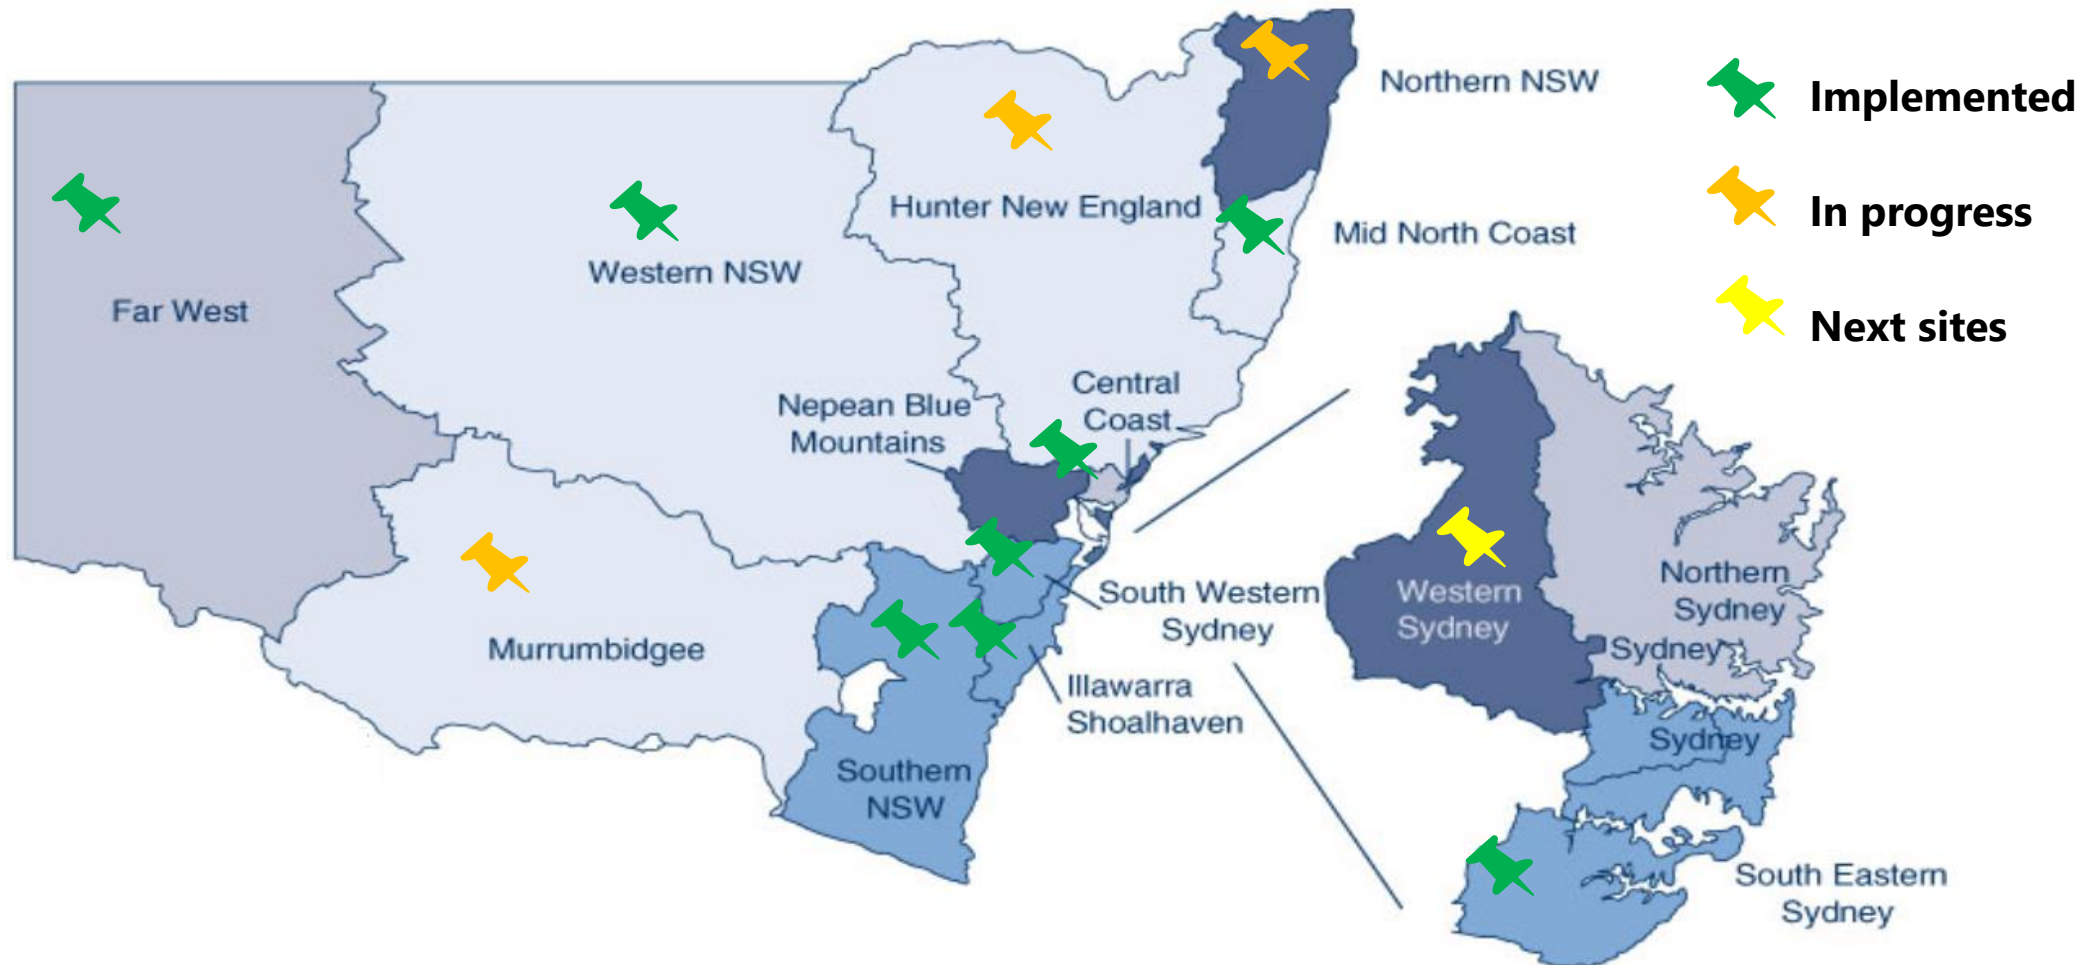 Northern NSW
Implemented
Hunter New England
In progress
Mid North Coast
Western NSW
Far West
Next sites
Central
Coast
Nepean Blue
Mountains
Northern
Sydney
South Western
Sydney
Western
Sydney
Sydney
Murrumbidgee
Illawarra
Shoalhaven
Sydney
Southern
NSW
South Eastern
Sydney